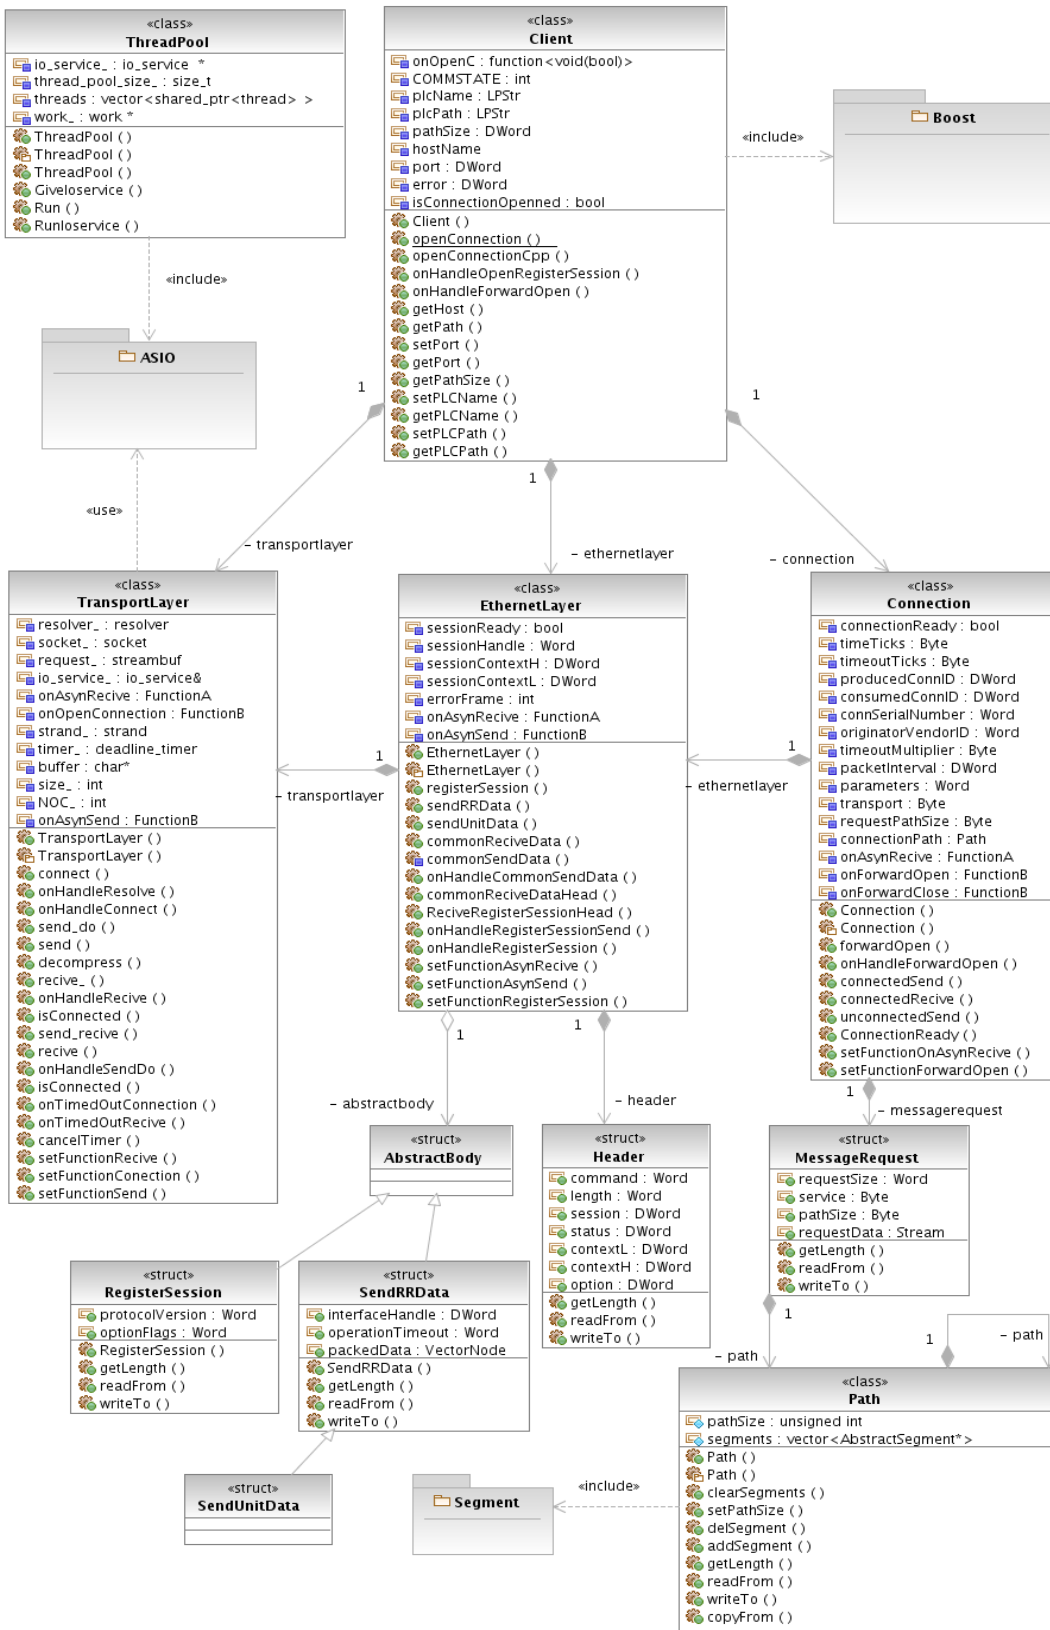 «class»
ThreadPool
io_service_ : io_service *
thread_pool_size_ : size_t
threads : vector<shared_ptr<thread> >
work_ : work *
ThreadPool ( )
ThreadPool ( )
ThreadPool ( )
GiveIoservice ( )
Run ( )
RunIoservice ( )
«class»
Client
onOpenC : function<void(bool)>
COMMSTATE : int
plcName : LPStr
plcPath : LPStr
pathSize : DWord
hostName
port : DWord
error : DWord
isConnectionOpenned : bool
Client ( )
openConnection ( )
openConnectionCpp ( )
onHandleOpenRegisterSession ( )
onHandleForwardOpen ( )
getHost ( )
getPath ( )
setPort ( )
getPort ( )
getPathSize ( )
setPLCName ( )
getPLCName ( )
setPLCPath ( )
getPLCPath ( )
«include»
Boost
«include»
ASIO
«use»
1
1
1
- transportlayer
- ethernetlayer
- connection
«class»
TransportLayer
resolver_ : resolver
socket_ : socket
request_ : streambuf
io_service_ : io_service&
onAsynRecive : FunctionA
onOpenConnection : FunctionB
strand_ : strand
timer_ : deadline_timer
buffer : char*
size_ : int
NOC_ : int
onAsynSend : FunctionB
TransportLayer ( )
TransportLayer ( )
connect ( )
onHandleResolve ( )
onHandleConnect ( )
send_do ( )
send ( )
decompress ( )
recive_ ( )
onHandleRecive ( )
isConnected ( )
send_recive ( )
recive ( )
onHandleSendDo ( )
isConnected ( )
onTimedOutConnection ( )
onTimedOutRecive ( )
cancelTimer ( )
setFunctionRecive ( )
setFunctionConection ( )
setFunctionSend ( )
1
- transportlayer
«class»
EthernetLayer
sessionReady : bool
sessionHandle : Word
sessionContextH : DWord
sessionContextL : DWord
errorFrame : int
onAsynRecive : FunctionA
onAsynSend : FunctionB
EthernetLayer ( )
EthernetLayer ( )
registerSession ( )
sendRRData ( )
sendUnitData ( )
commonReciveData ( )
commonSendData ( )
onHandleCommonSendData ( )
commonReciveDataHead ( )
ReciveRegisterSessionHead ( )
onHandleRegisterSessionSend ( )
onHandleRegisterSession ( )
setFunctionAsynRecive ( )
setFunctionAsynSend ( )
setFunctionRegisterSession ( )
1
- ethernetlayer
«class»
Connection
connectionReady : bool
timeTicks : Byte
timeoutTicks : Byte
producedConnID : DWord
consumedConnID : DWord
connSerialNumber : Word
originatorVendorID : Word
timeoutMultiplier : Byte
packetInterval : DWord
parameters : Word
transport : Byte
requestPathSize : Byte
connectionPath : Path
onAsynRecive : FunctionA
onForwardOpen : FunctionB
onForwardClose : FunctionB
Connection ( )
Connection ( )
forwardOpen ( )
onHandleForwardOpen ( )
connectedSend ( )
connectedRecive ( )
unconnectedSend ( )
ConnectionReady ( )
setFunctionOnAsynRecive ( )
setFunctionForwardOpen ( )
1
- abstractbody
1
- header
1
- messagerequest
«struct»
AbstractBody
«struct»
Header
command : Word
length : Word
session : DWord
status : DWord
contextL : DWord
contextH : DWord
option : DWord
getLength ( )
readFrom ( )
writeTo ( )
«struct»
MessageRequest
requestSize : Word
service : Byte
pathSize : Byte
requestData : Stream
getLength ( )
readFrom ( )
writeTo ( )
«struct»
RegisterSession
protocolVersion : Word
optionFlags : Word
RegisterSession ( )
getLength ( )
readFrom ( )
writeTo ( )
«struct»
SendRRData
interfaceHandle : DWord
operationTimeout : Word
packedData : VectorNode
SendRRData ( )
getLength ( )
readFrom ( )
writeTo ( )
1
- path
1
- path
«class»
Path
pathSize : unsigned int
segments : vector<AbstractSegment*>
Path ( )
Path ( )
clearSegments ( )
setPathSize ( )
delSegment ( )
addSegment ( )
getLength ( )
readFrom ( )
writeTo ( )
copyFrom ( )
«struct»
SendUnitData
Segment
«include»